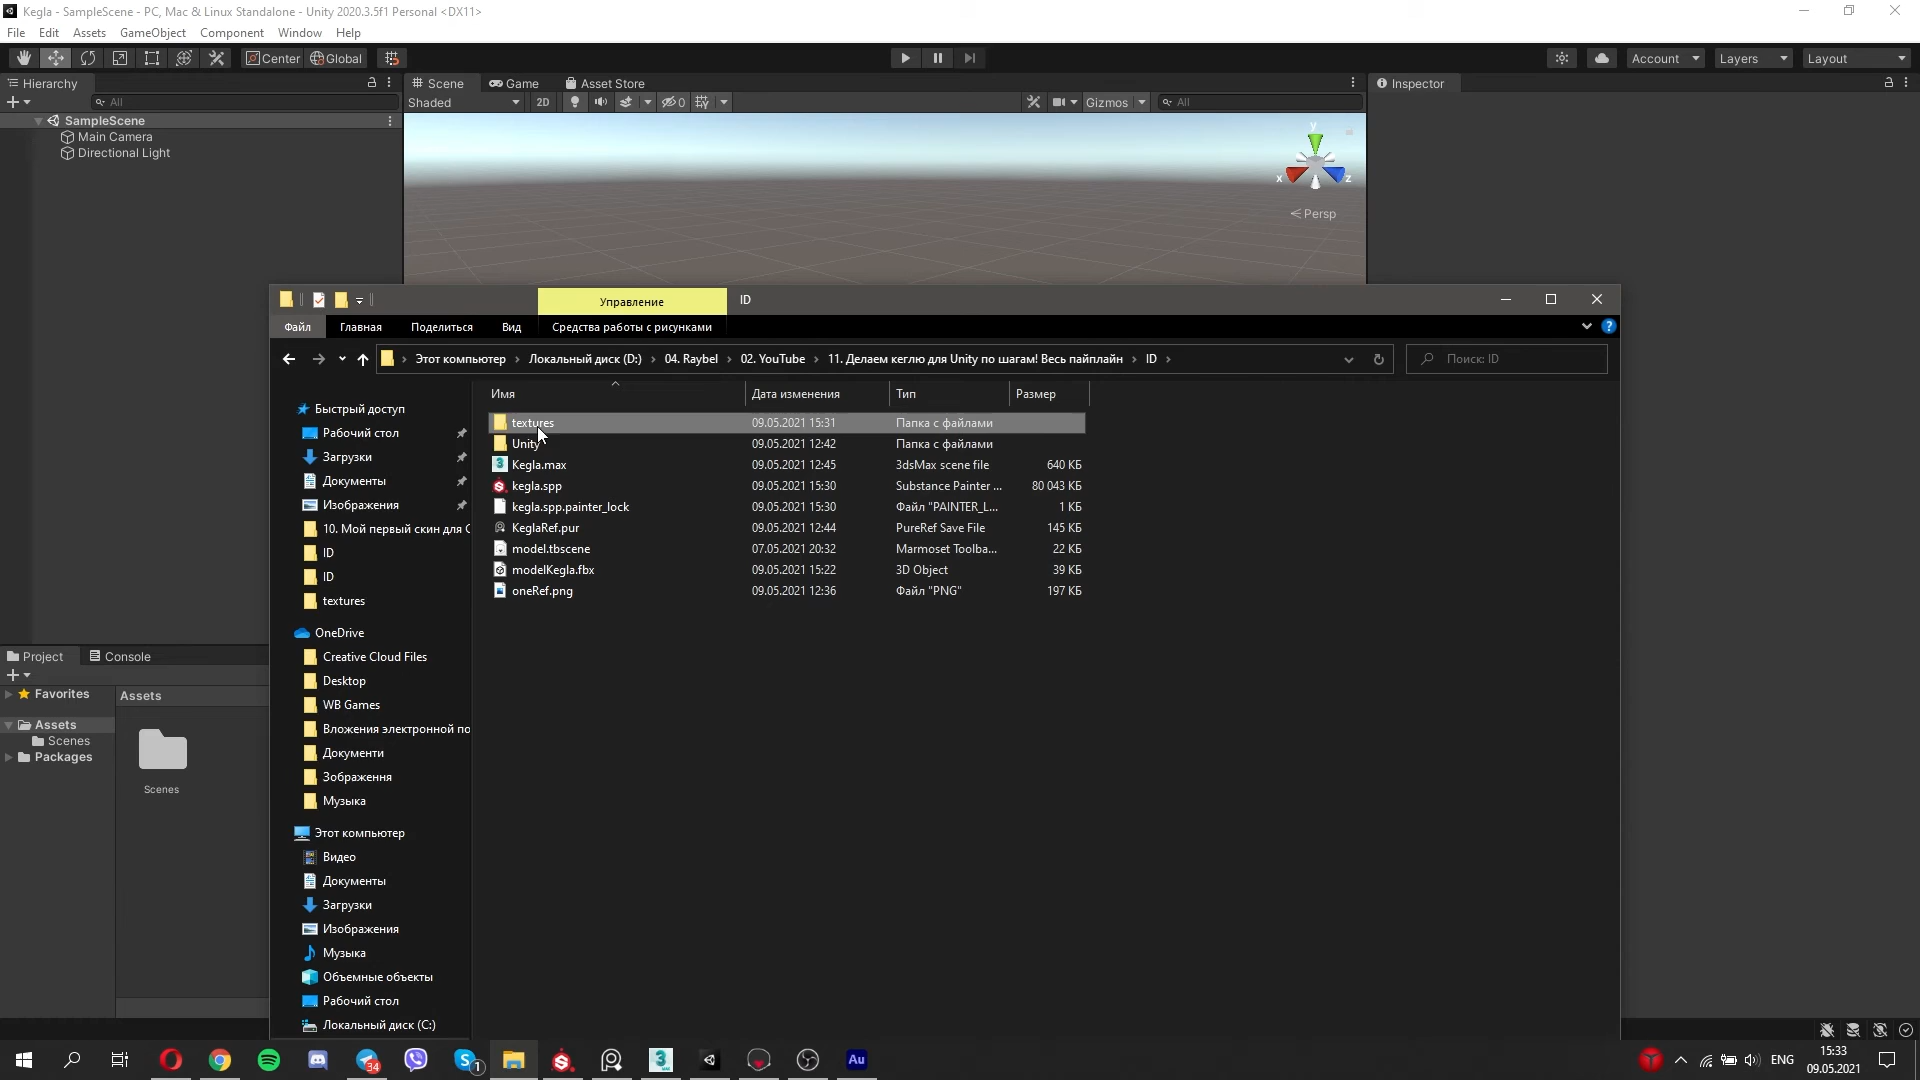 Kegla - SampleScene - PC, Mac & Linux Standalone - Unity 2020.3.5f1 Personal <DX11>
File Edit Assets GameObject Component Window Help
Center Global Account Layers Layout
Hierarchy Scene Game Asset Store Inspector
All Shaded 2D 0 Gizmos All
SampleScene
Main Camera
Directional Light
y
x z
Persp
Управление ID
Файл Главная Поделиться Вид Средства работы с рисунками
Этот компьютер Локальный диск (D:) 04. Raybel 02. YouTube 11. Делаем кеглю для Unity по шагам! Весь пайплайн ID Поиск: ID
Имя Дата изменения Тип Размер
textures 09.05.2021 15:31 Папка с файлами
Unity 09.05.2021 12:42 Папка с файлами
Kegla.max 09.05.2021 12:45 3dsMax scene file 640 КБ
kegla.spp 09.05.2021 15:30 Substance Painter ... 80 043 КБ
kegla.spp.painter_lock 09.05.2021 15:30 Файл "PAINTER_L... 1 КБ
KeglaRef.pur 09.05.2021 12:44 PureRef Save File 145 КБ
model.tbscene 07.05.2021 20:32 Marmoset Toolba... 22 КБ
modelKegla.fbx 09.05.2021 15:22 3D Object 39 КБ
oneRef.png 09.05.2021 12:36 Файл "PNG" 197 КБ
Быстрый доступ
Рабочий стол
Загрузки
Документы
Изображения
10. Мой первый скин для C
ID
ID
textures
OneDrive
Creative Cloud Files
Desktop
WB Games
Вложения электронной по
Документи
Зображення
Музыка
Этот компьютер
Видео
Документы
Загрузки
Изображения
Музыка
Объемные объекты
Рабочий стол
Локальный диск (C:)
Project Console
Favorites Assets
Assets
Scenes
Packages
Scenes
34 1 3 Au ENG 15:33
09.05.2021